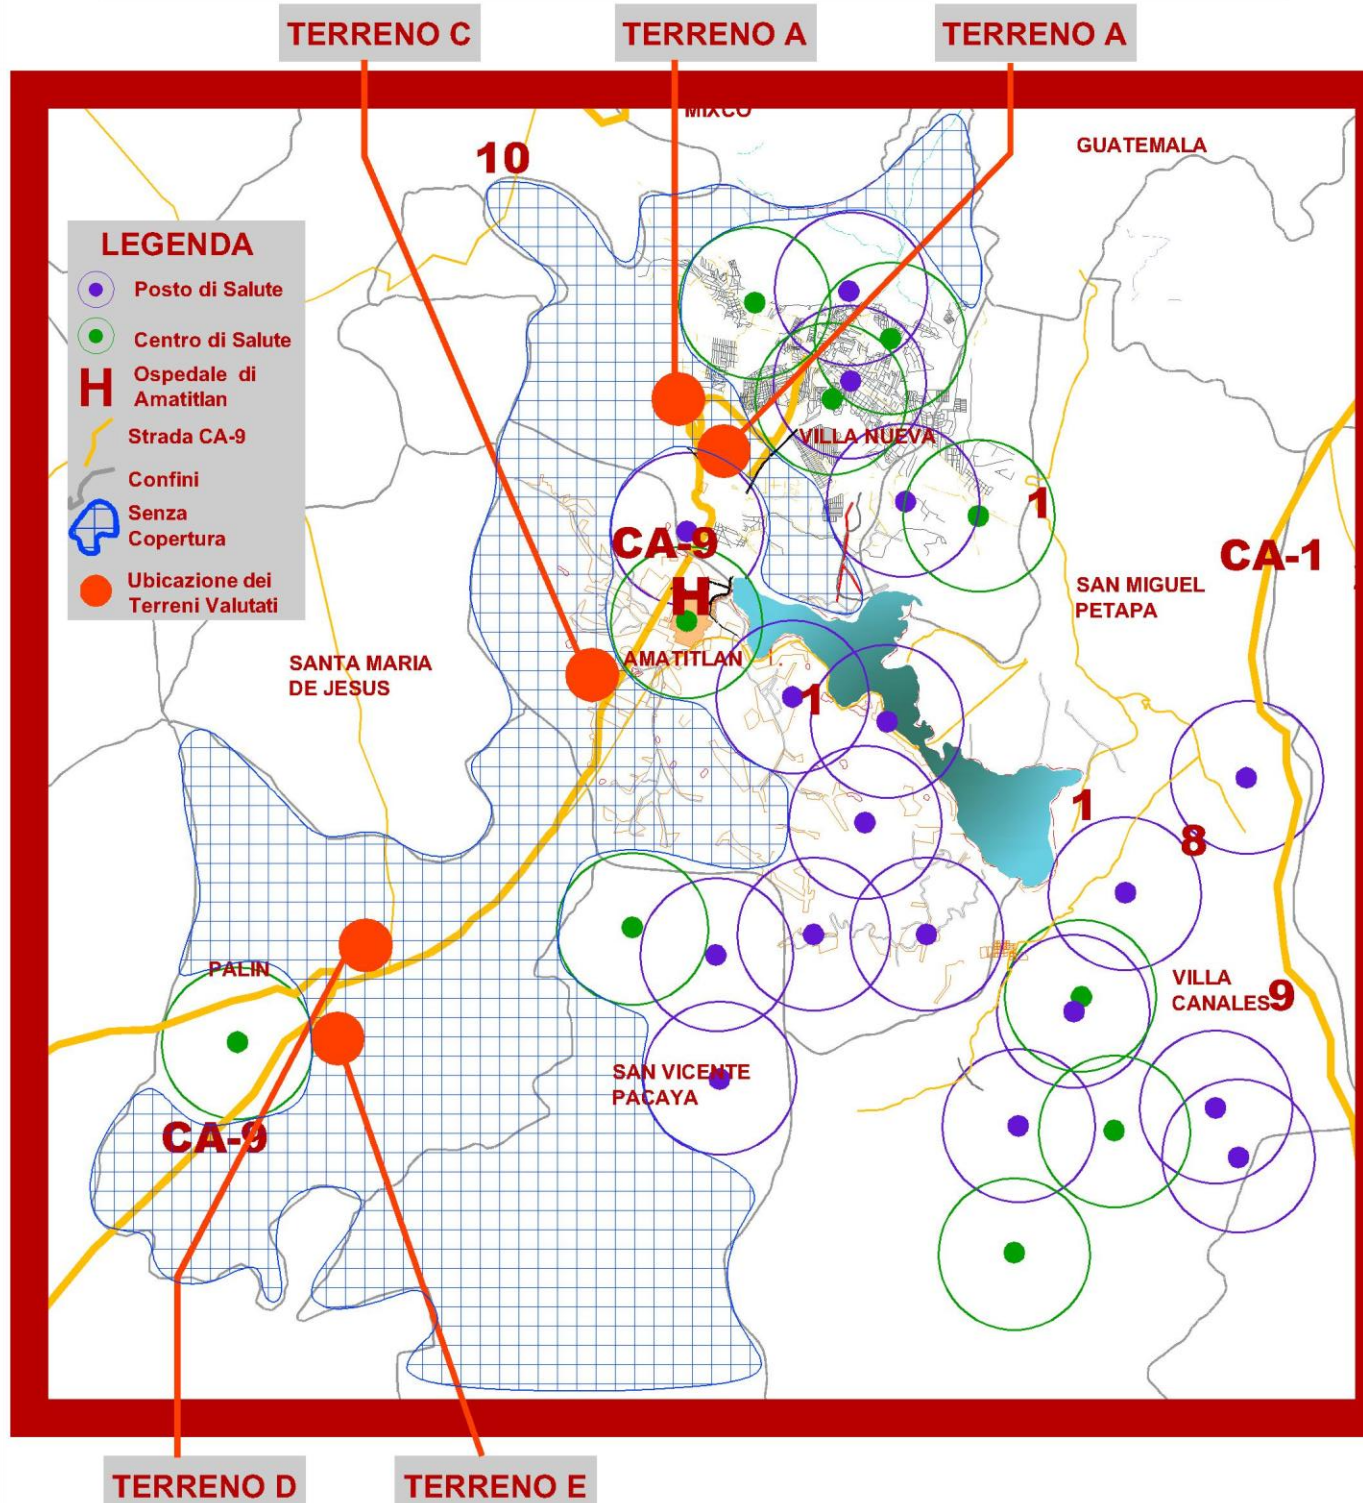 TERRENO C
TERRENO A
TERRENO A
MIXCO
GUATEMALA
10
LEGENDA
Posto di Salute
Centro di Salute
H
Ospedale di
Amatitlan
Strada CA-9
Confini
Senza
Copertura
Ubicazione dei
Terreni Valutati
VILLA NUEVA
1
CA-9
CA-1
H
SAN MIGUEL
PETAPA
AMATITLAN
SANTA MARIA
DE JESUS
1
1
8
PALIN
VILLA
CANALES
9
SAN VICENTE
PACAYA
CA-9
TERRENO D
TERRENO E